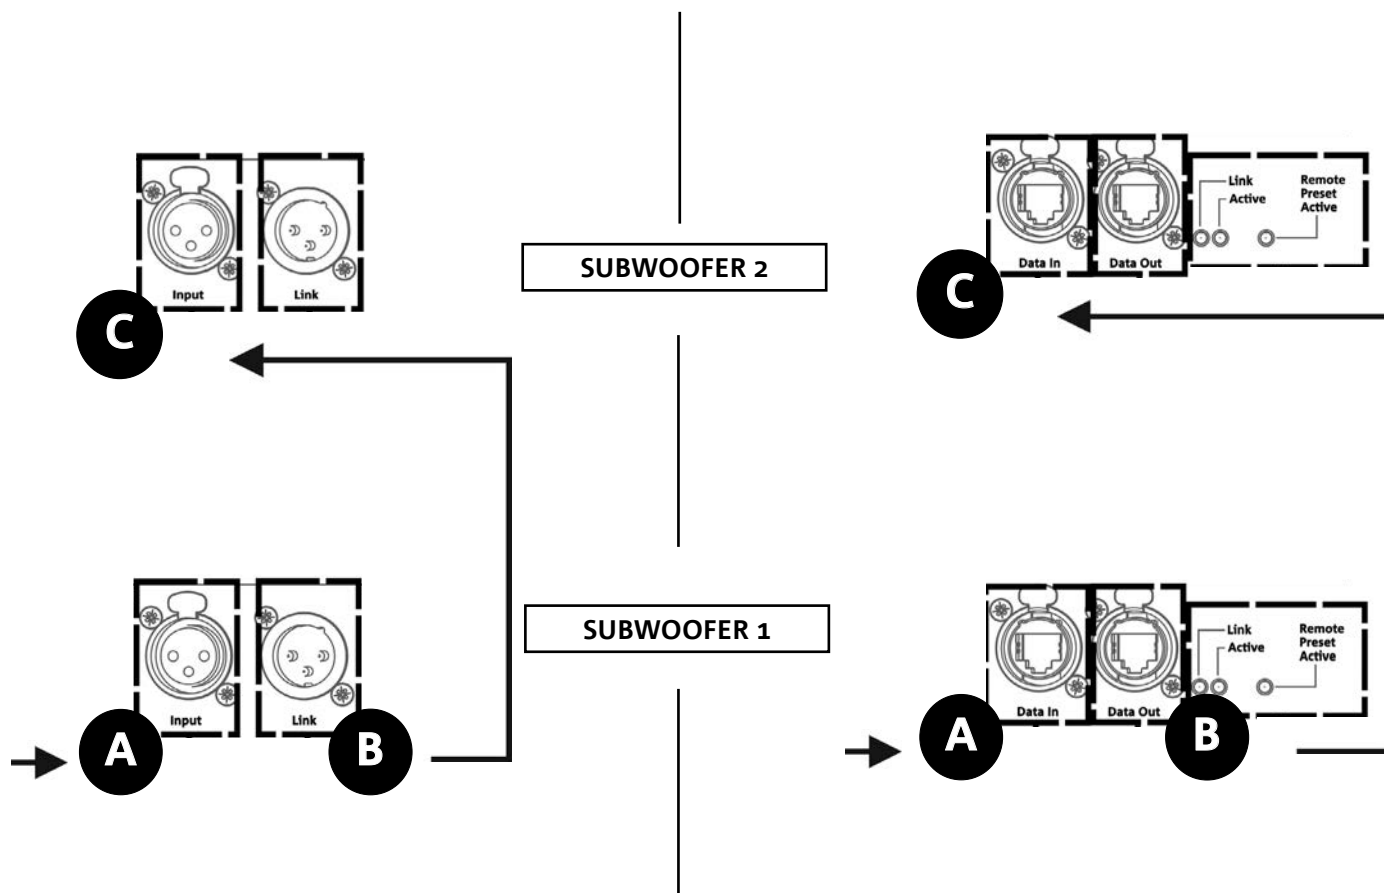 Input
Link
C
SUBWOOFER 2
Data In
Data Out
Link
Active
Remote
Preset
Active
C
Input
Link
A
B
SUBWOOFER 1
Data In
Data Out
Link
Active
Remote
Preset
Active
A
B